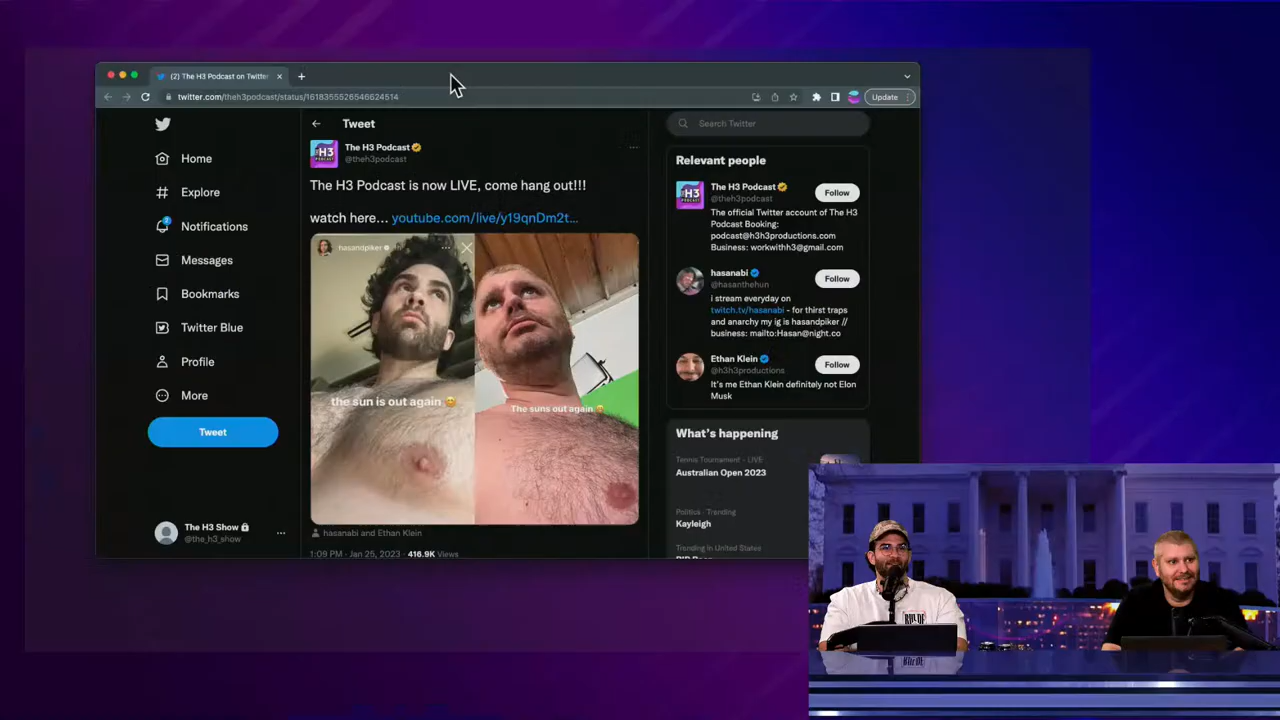 (2) The H3 Podcast on Twitter
twitter.com/theh3podcast/status/1618355526546624514
Update
Home
Explore
Notifications
Messages
Bookmarks
Twitter Blue
Profile
More
Tweet
The H3 Show
@the_h3_show
Tweet
H3
PODCAST
The H3 Podcast
@theh3podcast
The H3 Podcast is now LIVE, come hang out!!!
watch here... youtube.com/live/y19qnDm2t...
hasandpiker
the sun is out again
The suns out again
hasanabi and Ethan Klein
1:09 PM · Jan 25, 2023 · 416.9K Views
Search Twitter
Relevant people
H3
The H3 Podcast
@theh3podcast
Follow
The official Twitter account of The H3
Podcast Booking:
podcast@h3h3productions.com
Business: workwithh3@gmail.com
hasanabi
@hasanthehun
Follow
i stream everyday on
twitch.tv/hasanabi - for thirst traps
and anarchy my ig is hasandpiker //
business: mailto:Hasan@night.co
Ethan Klein
@h3h3productions
Follow
It's me Ethan Klein definitely not Elon
Musk
What's happening
Tennis Tournament · LIVE
Australian Open 2023
Politics · Trending
Kayleigh
Trending in United States